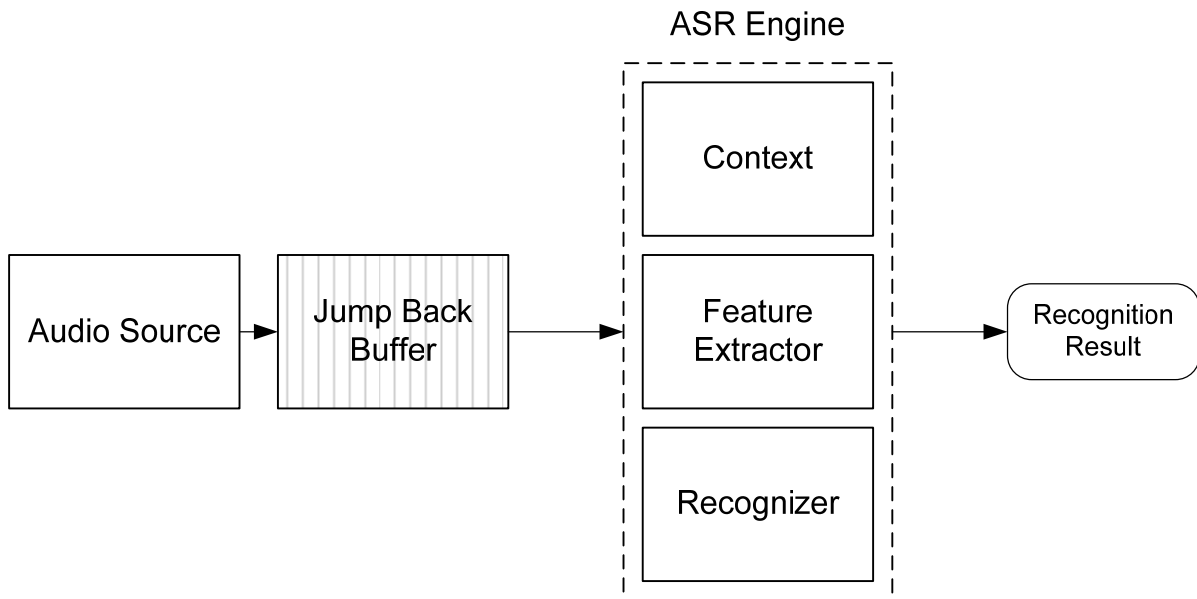 ASR Engine
Context
Audio Source
Jump Back
Buffer
Feature
Extractor
Recognition
Result
Recognizer